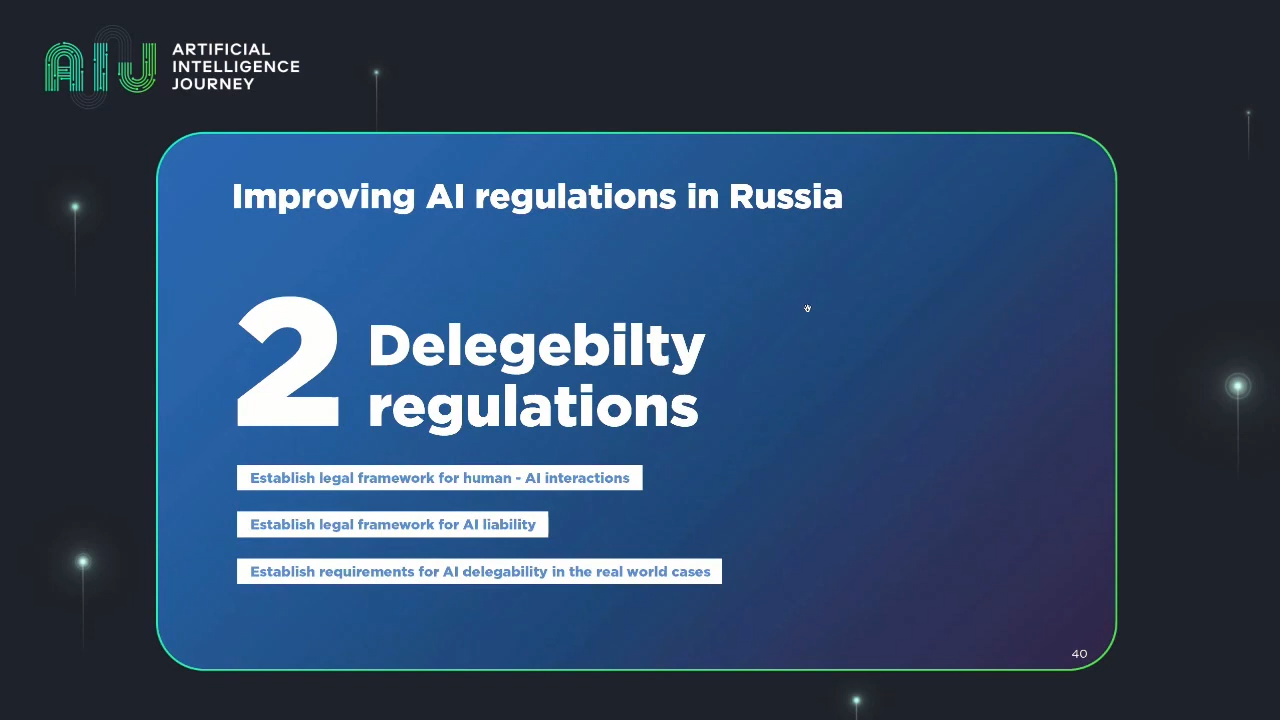 AIJ
ARTIFICIAL
INTELLIGENCE
JOURNEY
Improving AI regulations in Russia
2
Delegebilty
regulations
Establish legal framework for human - AI interactions
Establish legal framework for AI liability
Establish requirements for AI delegability in the real world cases
40